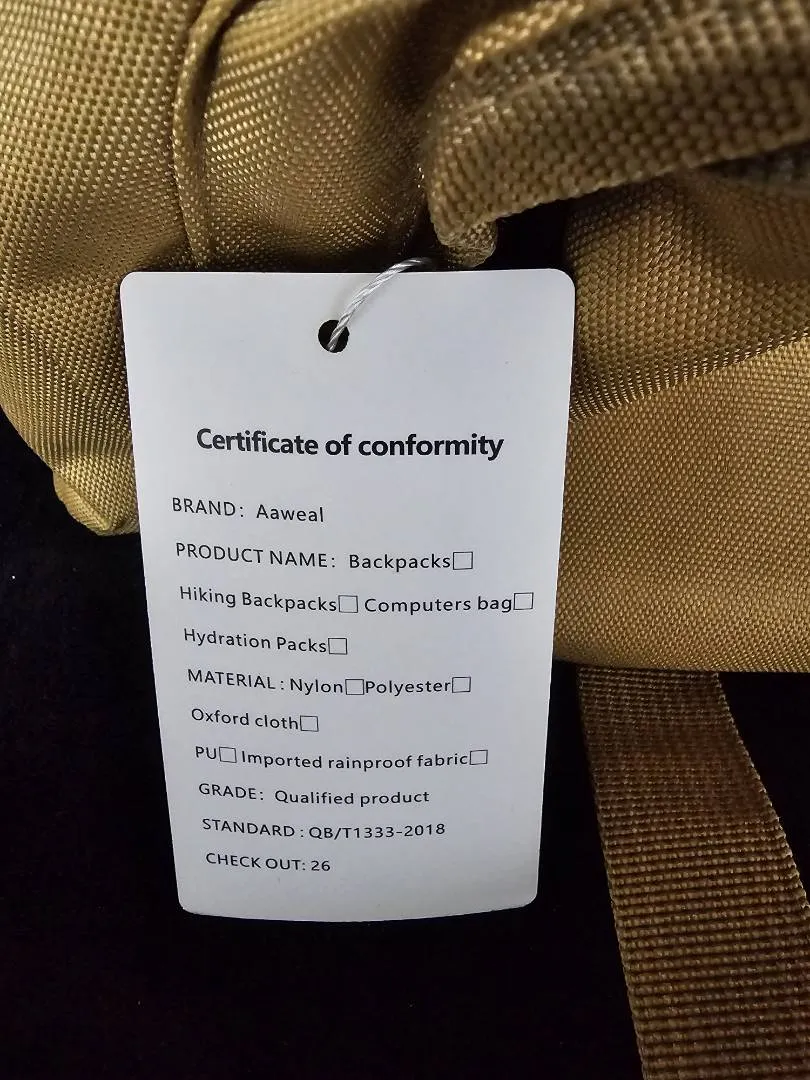 Certificate of conformity
BRAND: Aaweal
PRODUCT NAME: Backpacks□
Hiking Backpacks□ Computers bag□
Hydration Packs□
MATERIAL: Nylon□Polyester□
Oxford cloth□
PU□ Imported rainproof fabric□
GRADE: Qualified product
STANDARD: QB/T1333-2018
CHECK OUT: 26